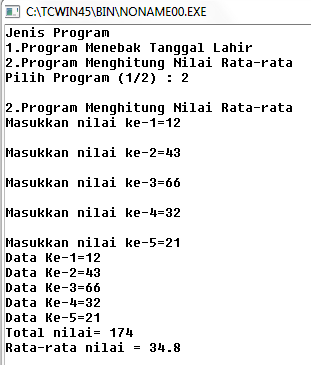 C:\TCWIN45\BIN\NONAME00.EXE
Jenis Program
1.Program Menebak Tanggal Lahir
2.Program Menghitung Nilai Rata-rata
Pilih Program (1/2) : 2
2.Program Menghitung Nilai Rata-rata
Masukkan nilai ke-1=12
Masukkan nilai ke-2=43
Masukkan nilai ke-3=66
Masukkan nilai ke-4=32
Masukkan nilai ke-5=21
Data Ke-1=12
Data Ke-2=43
Data Ke-3=66
Data Ke-4=32
Data Ke-5=21
Total nilai= 174
Rata-rata nilai = 34.8